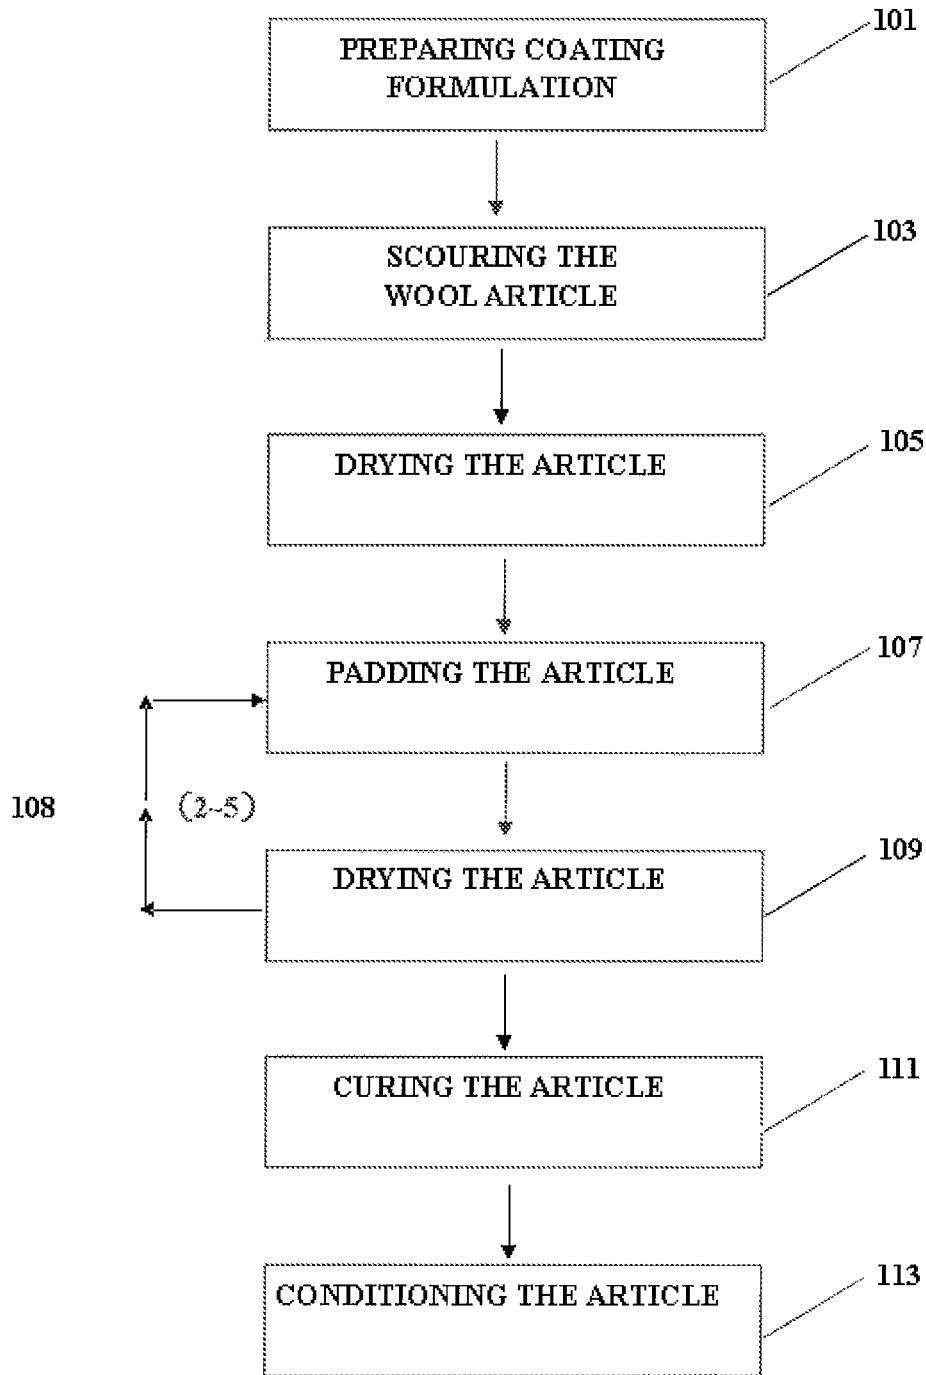 101
PREPARING COATING
FORMULATION
103
SCOURING THE
WOOL ARTICLE
105
DRYING THE ARTICLE
107
PADDING THE ARTICLE
108
(2~5)
109
DRYING THE ARTICLE
111
CURING THE ARTICLE
113
CONDITIONING THE ARTICLE